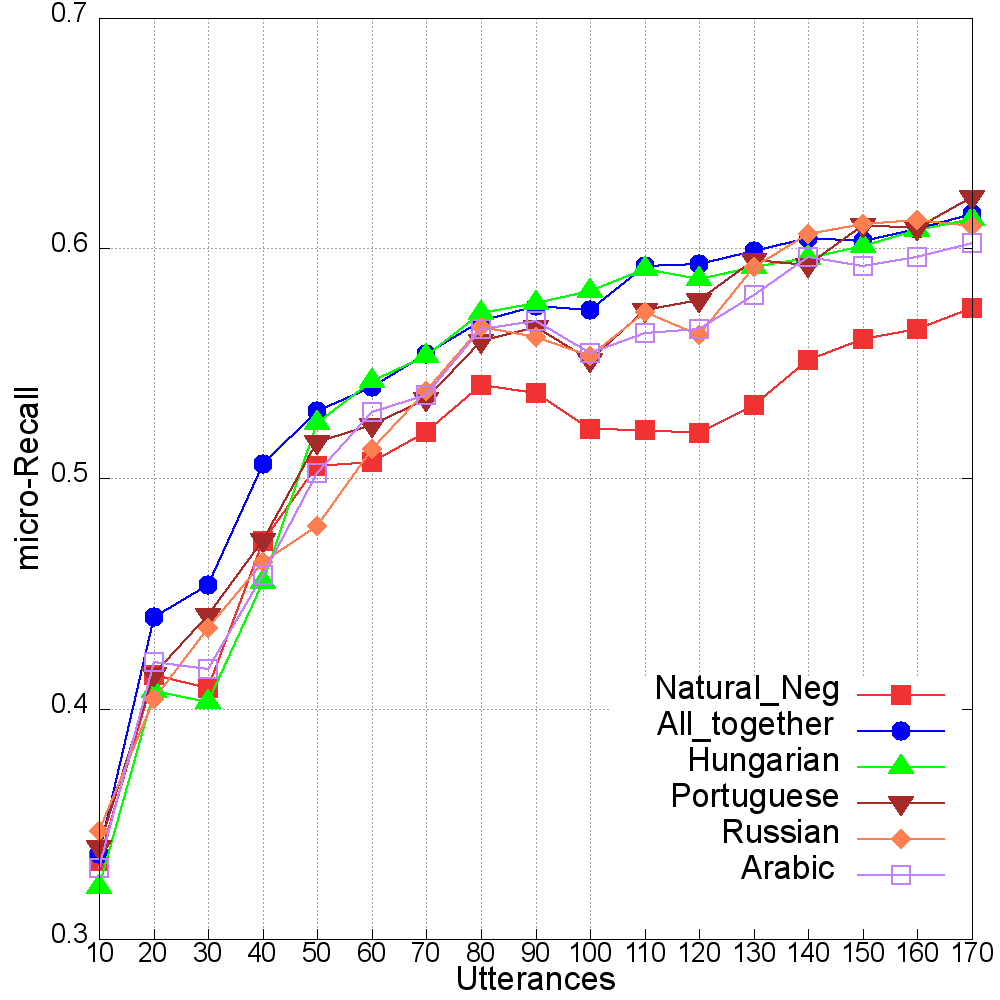 0.7
0.6
0.5
0.4
0.3
micro-Recall
Natural_Neg
All_together
Hungarian
Portuguese
Russian
Arabic
10 20 30 40 50 60 70 80 90 100 110 120 130 140 150 160 170
Utterances